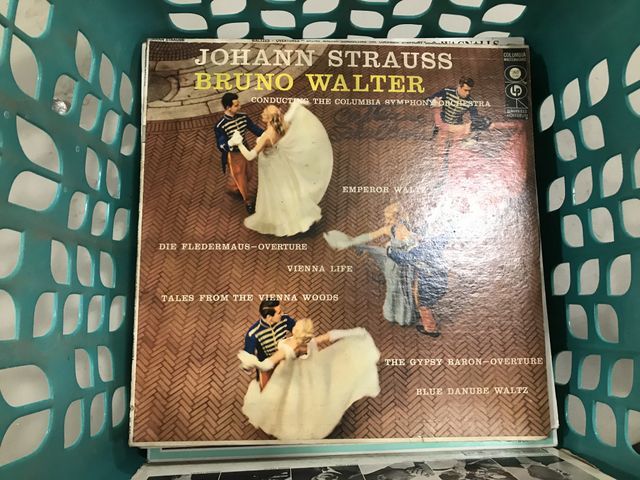 JOHANN STRAUSS
BRUNO WALTER
CONDUCTING THE COLUMBIA SYMPHONY ORCHESTRA
COLUMBIA
EMPEROR WALTZ
DIE FLEDERMAUS—OVERTURE
VIENNA LIFE
TALES FROM THE VIENNA WOODS
THE GYPSY BARON—OVERTURE
BLUE DANUBE WALTZ